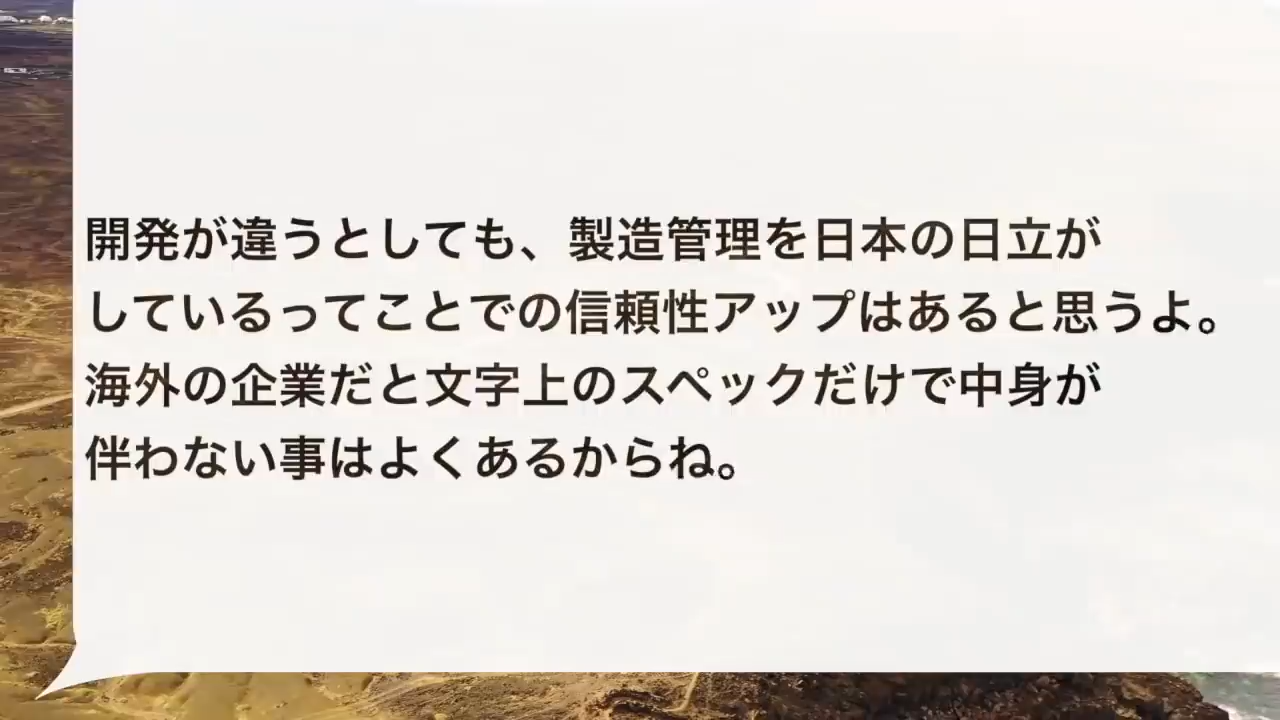 開発が違うとしても、製造管理を日本の日立が
しているってことでの信頼性アップはあると思うよ。
海外の企業だと文字上のスペックだけで中身が
伴わない事はよくあるからね。